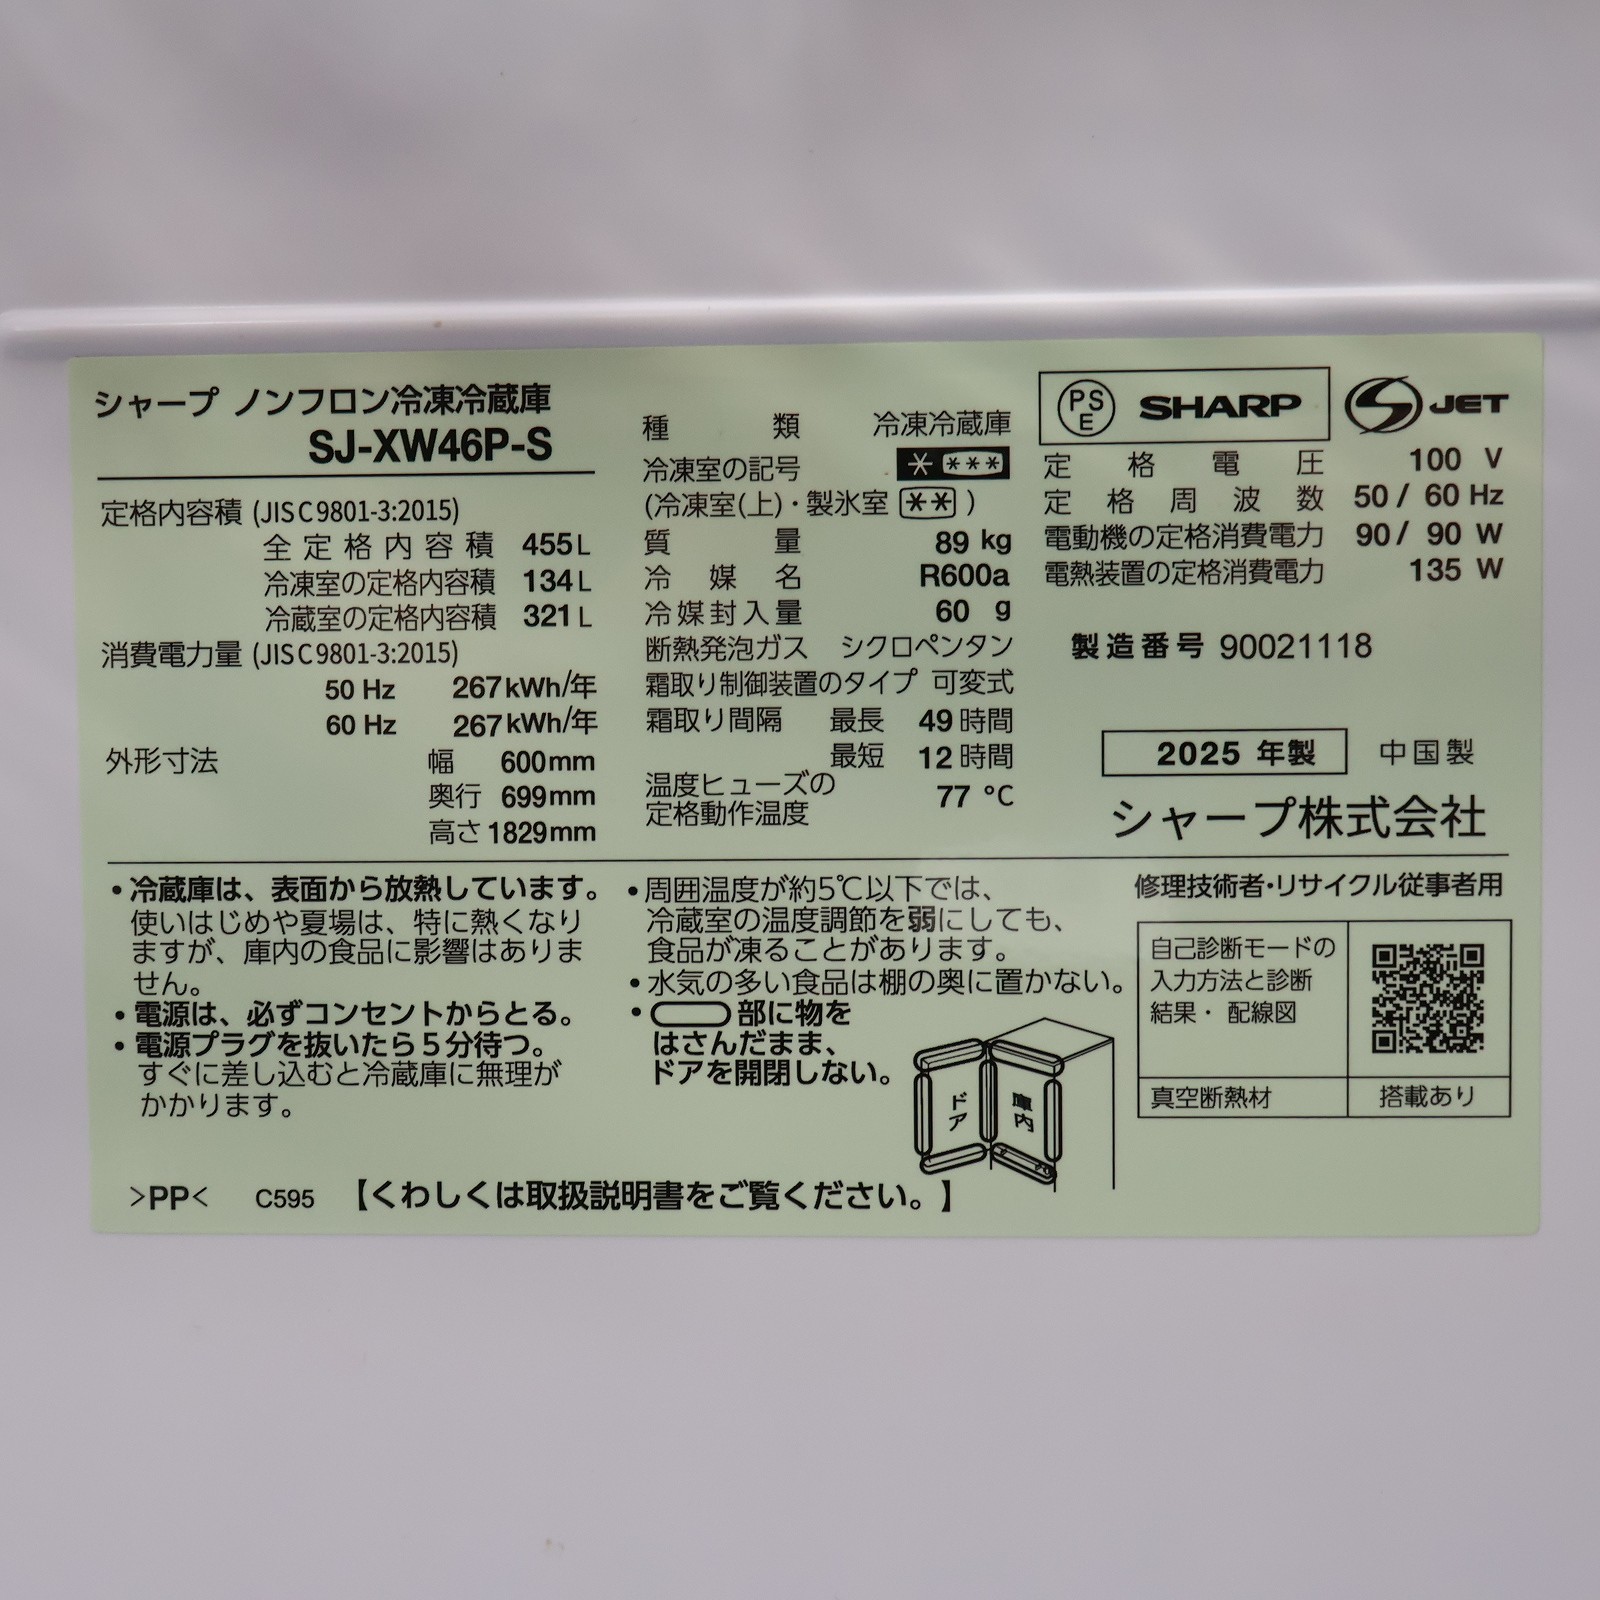 シャープ ノンフロン冷凍冷蔵庫
SJ-XW46P-S
定格内容積 (JIS C 9801-3:2015)
全定格内容積 455L
冷凍室の定格内容積 134L
冷蔵室の定格内容積 321L
消費電力量 (JIS C 9801-3:2015)
50 Hz 267kWh/年
60 Hz 267kWh/年
外形寸法 幅 600mm
奥行 699mm
高さ 1829mm
種類 冷凍冷蔵庫
冷凍室の記号 ＊ ＊＊＊
(冷凍室(上)・製氷室 ＊＊ )
質量 89 kg
冷媒名 R600a
冷媒封入量 60 g
断熱発泡ガス シクロペンタン
霜取り制御装置のタイプ 可変式
霜取り間隔 最長 49 時間
最短 12 時間
温度ヒューズの
定格動作温度 77 ℃
PS
E
SHARP
JET
定格電圧 100 V
定格周波数 50 / 60 Hz
電動機の定格消費電力 90 / 90 W
電熱装置の定格消費電力 135 W
製造番号 90021118
2025 年製 中国製
シャープ株式会社
・冷蔵庫は、表面から放熱しています。
使いはじめや夏場は、特に熱くなり
ますが、庫内の食品に影響はありま
せん。
・電源は、必ずコンセントからとる。
・電源プラグを抜いたら5分待つ。
すぐに差し込むと冷蔵庫に無理が
かかります。
・周囲温度が約5℃以下では、
冷蔵室の温度調節を弱にしても、
食品が凍ることがあります。
・水気の多い食品は棚の奥に置かない。
・部に物を
はさんだまま、
ドアを開閉しない。
ドア
庫内
修理技術者・リサイクル従事者用
自己診断モードの
入力方法と診断
結果・配線図
真空断熱材 搭載あり
>PP< C595 【くわしくは取扱説明書をご覧ください。】